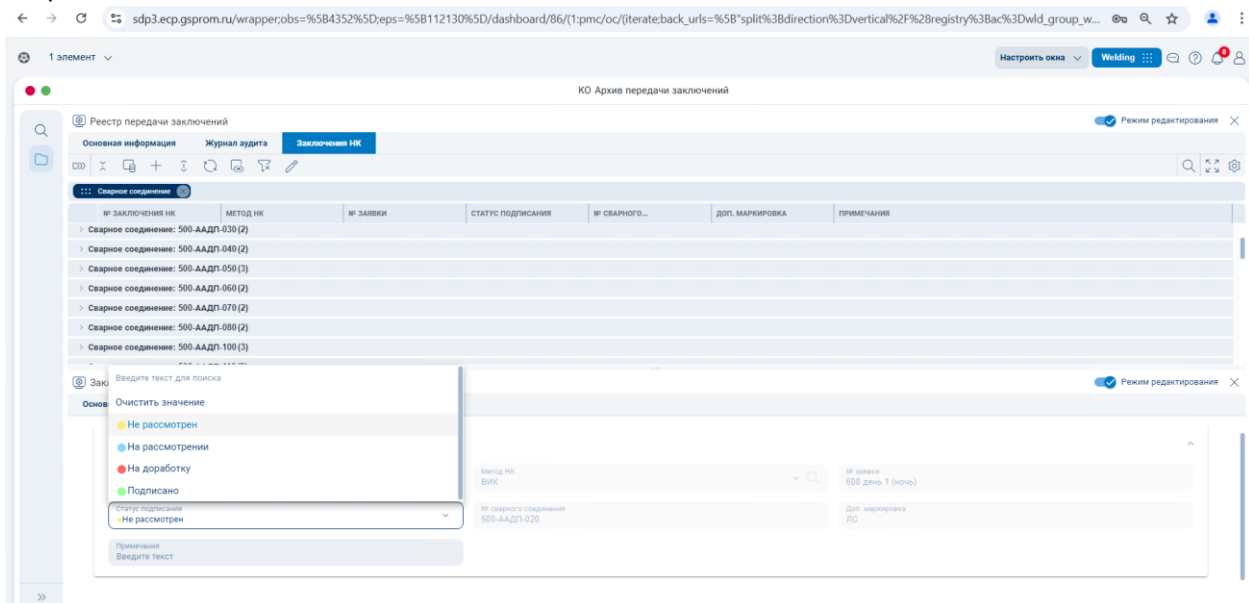 sdp3.ecp.gsprom.ru/wrapper;obs=%5B4352%5D;eps=%5B112130%5D/dashboard/86/(1:pmc/oc/(iterate;back_urls=%5B"split%3Bdirection%3Dvertical%2F%28registry%3Bac%3Dwld_group_w...
1 элемент
Настроить окна
Welding
0
КО Архив передачи заключений
Реестр передачи заключений
Режим редактирования
Основная информация Журнал аудита Заключения НК
Сварное соединение
№ ЗАКЛЮЧЕНИЯ НК МЕТОД НК № ЗАЯВКИ СТАТУС ПОДПИСАНИЯ № СВАРНОГО... ДОП. МАРКИРОВКА ПРИМЕЧАНИЯ
Сварное соединение: 500-ААДП-030 (2)
Сварное соединение: 500-ААДП-040 (2)
Сварное соединение: 500-ААДП-050 (3)
Сварное соединение: 500-ААДП-060 (2)
Сварное соединение: 500-ААДП-070 (2)
Сварное соединение: 500-ААДП-080 (2)
Сварное соединение: 500-ААДП-100 (3)
Зак
Режим редактирования
Основ
Введите текст для поиска
Очистить значение
Не рассмотрен
На рассмотрении
На доработку
Подписано
Метод НК
ВИК
№ заявки
608 день 1 (ночь)
Статус подписания
Не рассмотрен
№ сварного соединения
500-ААДП-020
Доп. маркировка
ЛС
Примечания
Введите текст